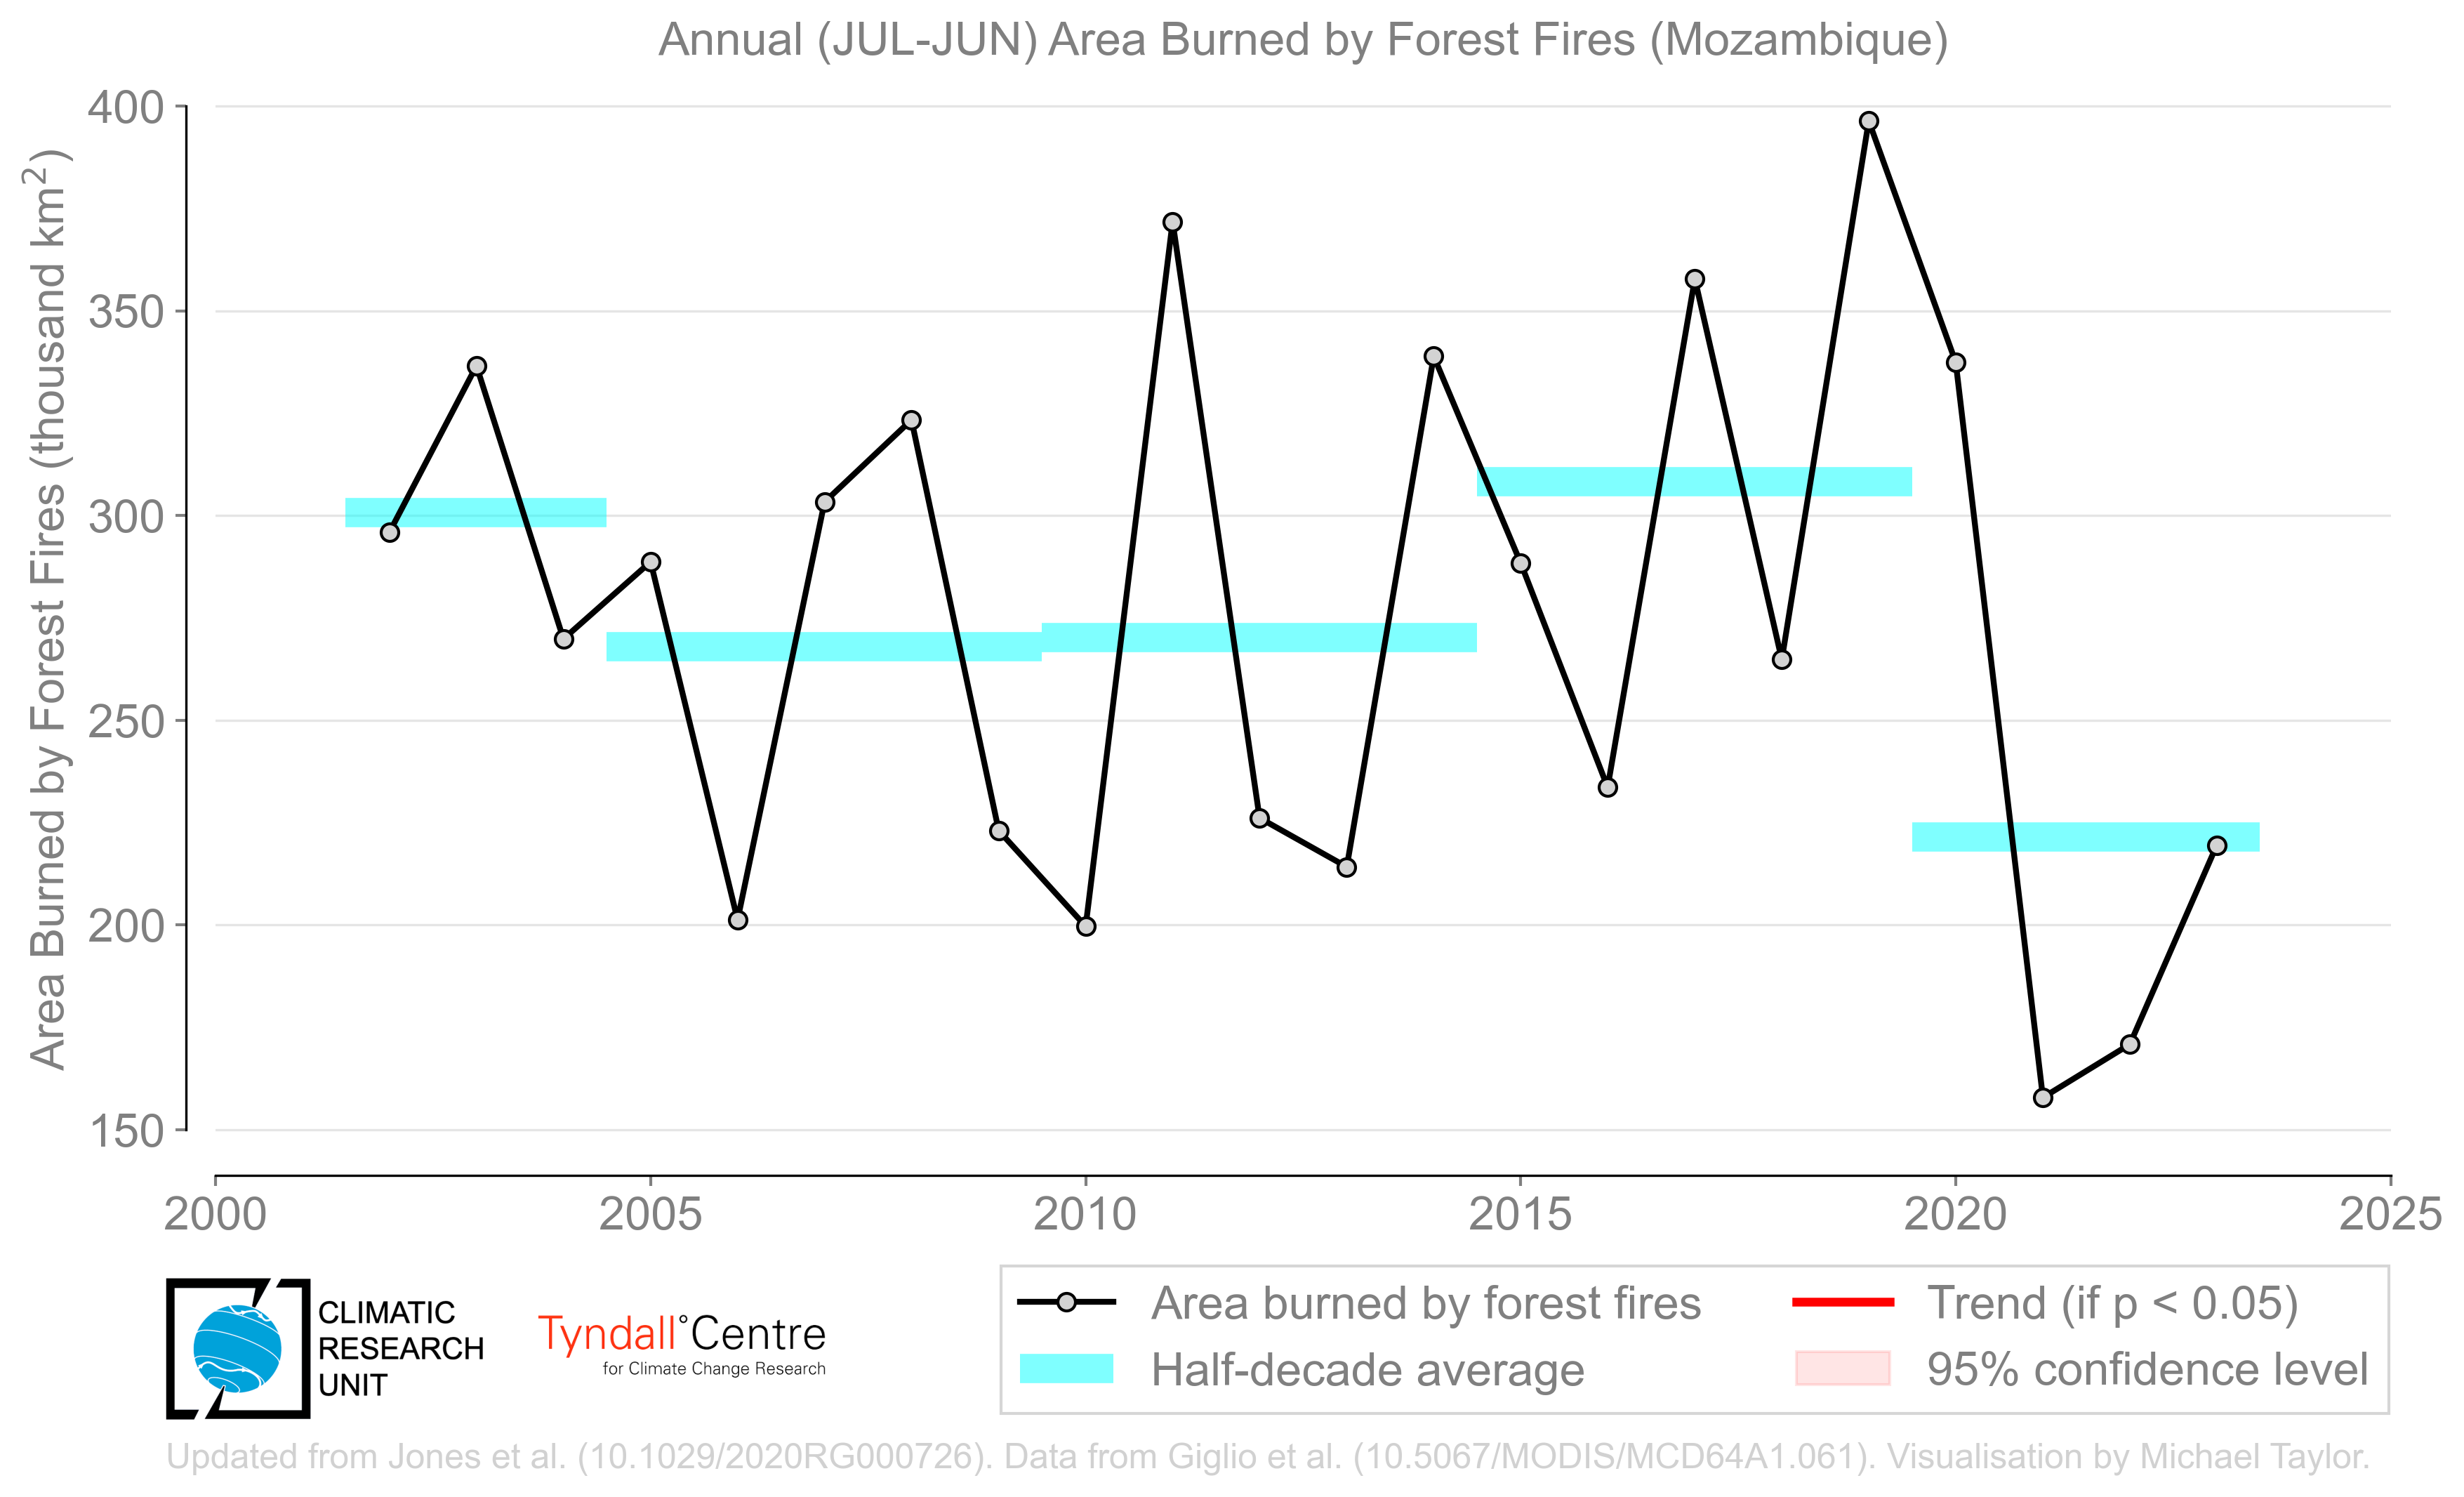 Annual (JUL-JUN) Area Burned by Forest Fires (Mozambique)
Area Burned by Forest Fires (thousand km²)
400
350
300
250
200
150
2000 2005 2010 2015 2020 2025
CLIMATIC
RESEARCH
UNIT
Tyndall°Centre
for Climate Change Research
Area burned by forest fires
Half-decade average
Trend (if p < 0.05)
95% confidence level
Updated from Jones et al. (10.1029/2020RG000726). Data from Giglio et al. (10.5067/MODIS/MCD64A1.061). Visualisation by Michael Taylor.